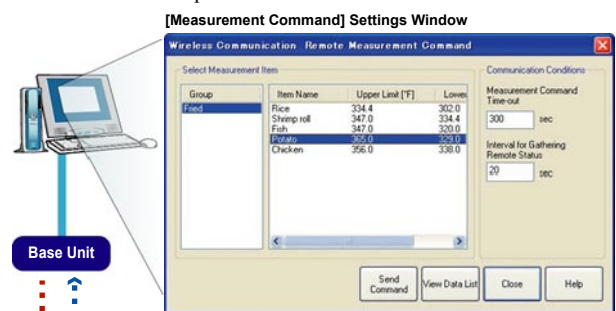 [Measurement Command] Settings Window
Wireless Communication Remote Measurement Command
Select Measurement Item
Group
Fried
Item Name Upper Limit [°F] Lower
Rice 334.4 302.0
Shrimp roll 347.0 334.4
Fish 347.0 320.0
Potato 365.0 329.0
Chicken 356.0 338.0
Communication Conditions
Measurement Command
Time-out
300 sec
Interval for Gathering
Remote Status
20 sec
Send
Command
View Data List
Close
Help
Base Unit